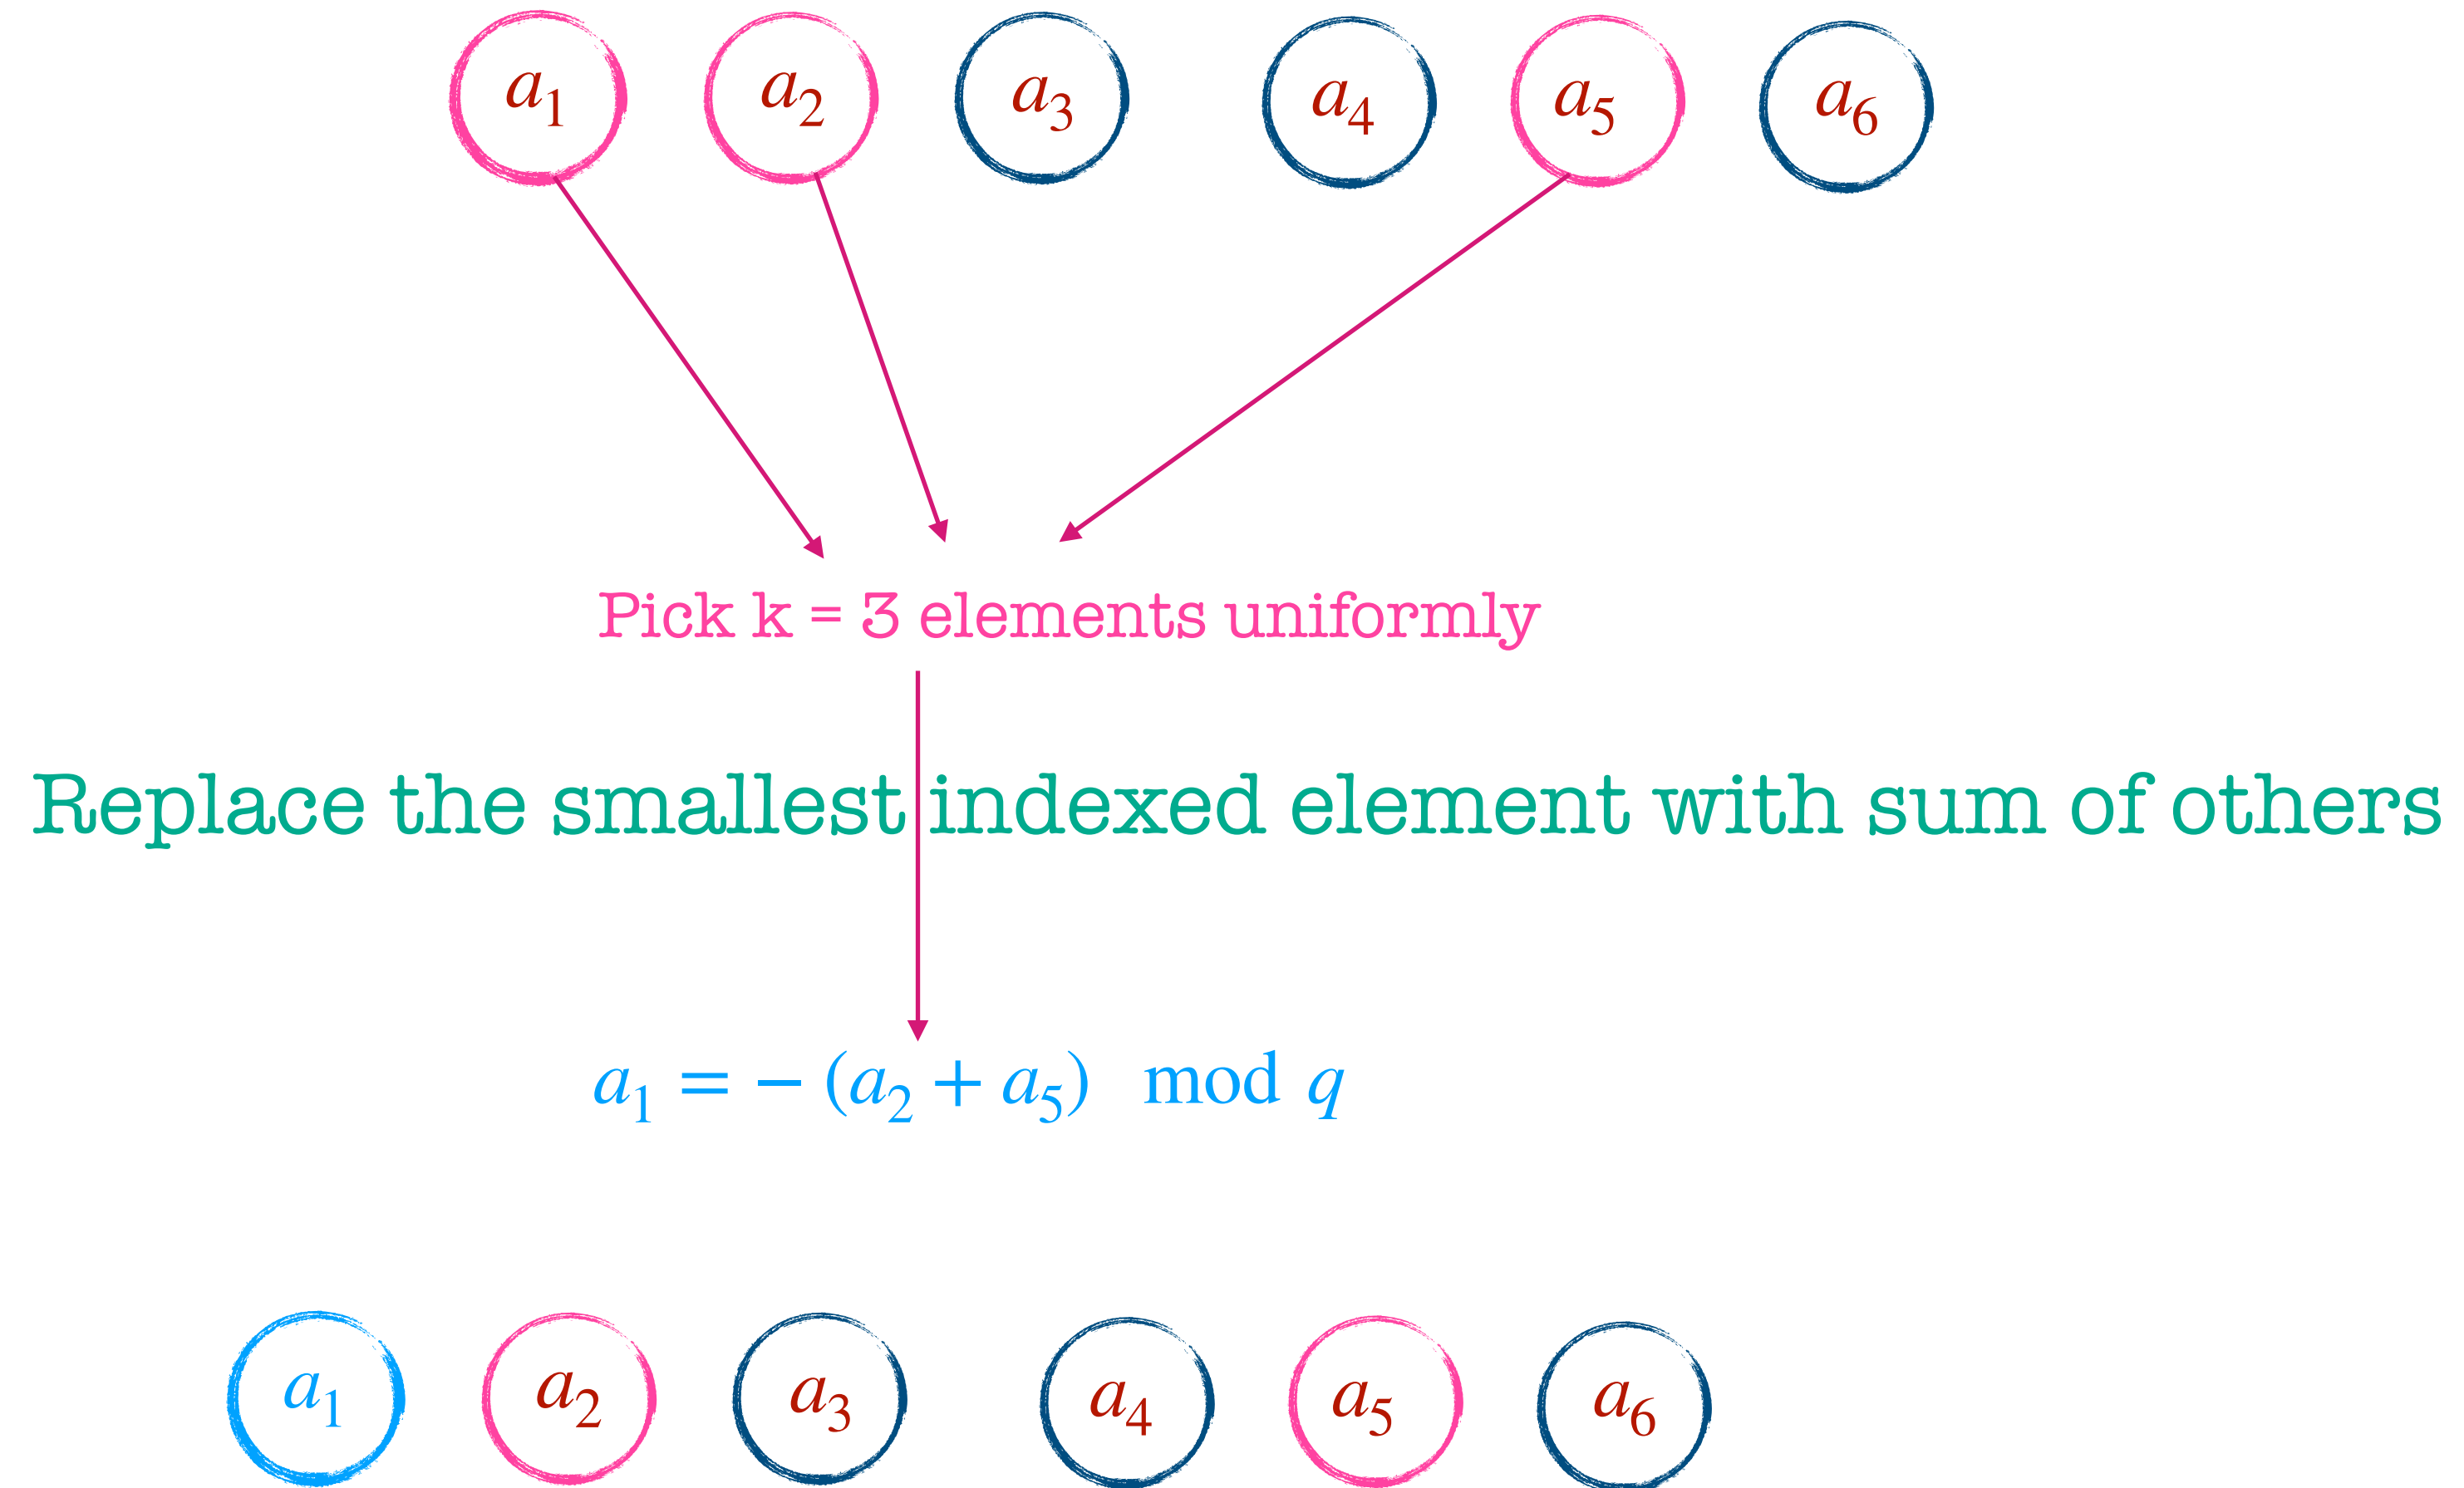 a₁ a₂ a₃ a₄ a₅ a₆
Pick k = 3 elements uniformly
Replace the smallest indexed element with sum of others
a₁ = − (a₂ + a₅) mod q
a₁ a₂ a₃ a₄ a₅ a₆